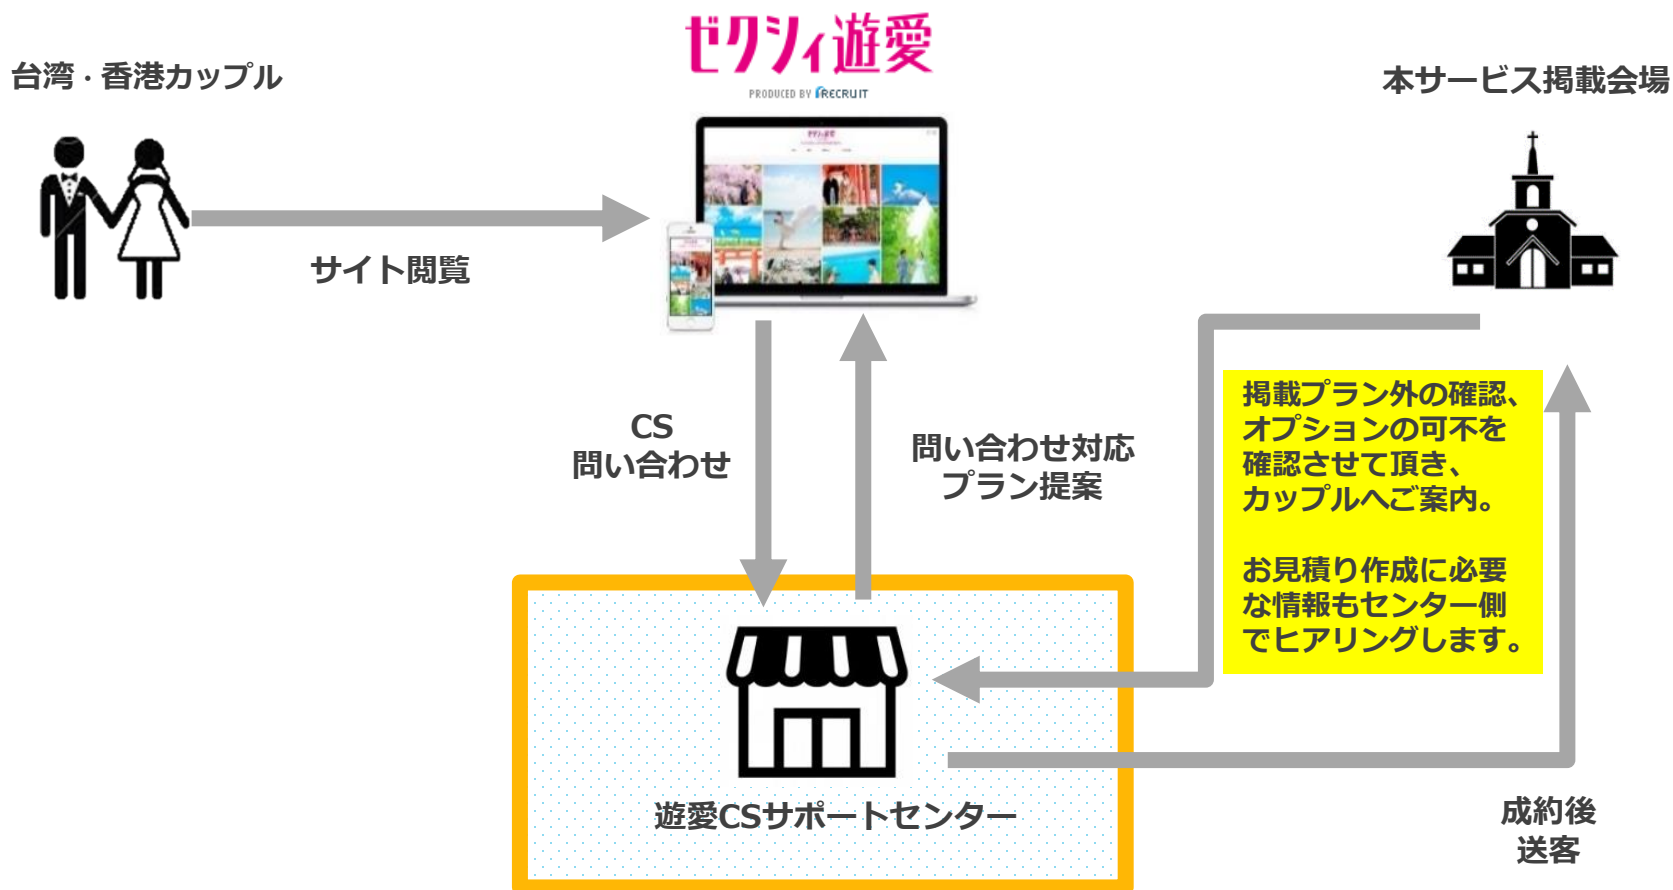 ゼクシィ遊愛
PRODUCED BY RECRUIT
台湾・香港カップル
本サービス掲載会場
サイト閲覧
CS
問い合わせ
問い合わせ対応
プラン提案
掲載プラン外の確認、
オプションの可不を
確認させて頂き、
カップルへご案内。
お見積り作成に必要
な情報もセンター側
でヒアリングします。
遊愛CSサポートセンター
成約後
送客